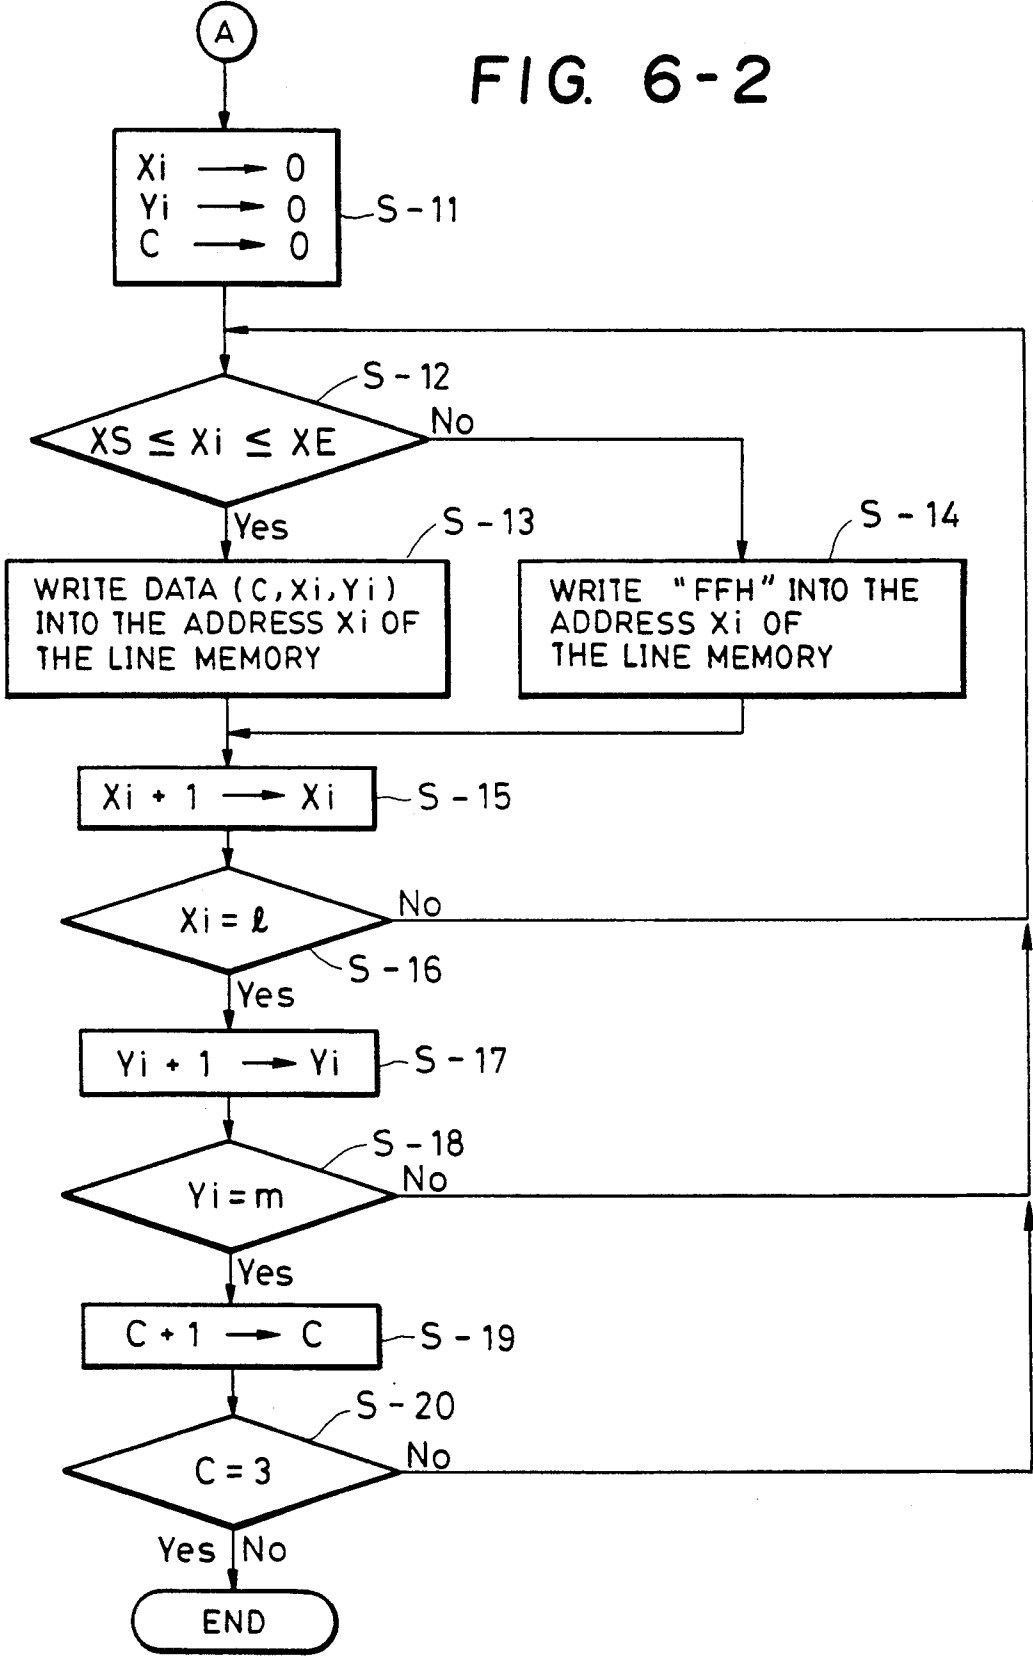 A
FIG. 6-2
Xi → 0
Yi → 0
C → 0
S-11
S-12
XS ≤ Xi ≤ XE
No
Yes
S-13
WRITE DATA (C, Xi, Yi)
INTO THE ADDRESS Xi OF
THE LINE MEMORY
S-14
WRITE "FFH" INTO THE
ADDRESS Xi OF
THE LINE MEMORY
Xi + 1 → Xi
S-15
Xi = ℓ
No
S-16
Yes
Yi + 1 → Yi
S-17
S-18
Yi = m
No
Yes
C + 1 → C
S-19
S-20
C = 3
No
Yes No
END